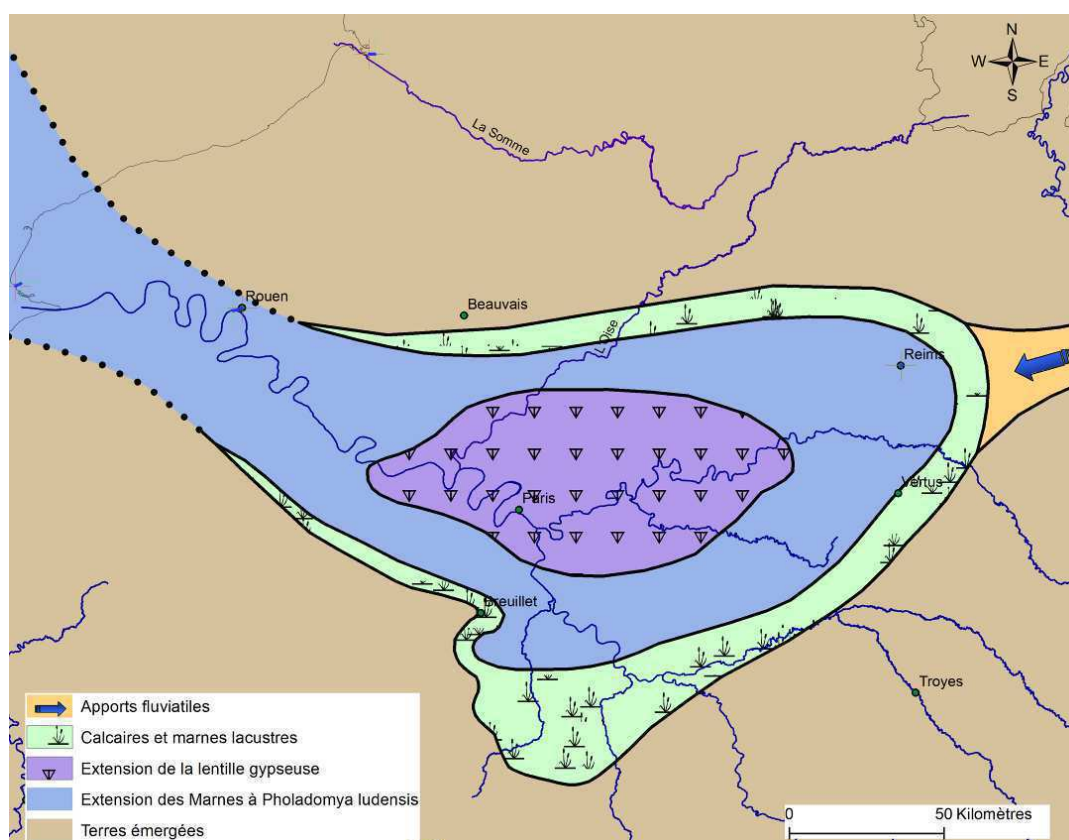 N
W E
S
La Somme
Rouen
Beauvais
L'Oise
Reims
Vertus
Paris
Breuillet
Troyes
Apports fluviatiles
Calcaires et marnes lacustres
Extension de la lentille gypseuse
Extension des Marnes à Pholadomya ludensis
Terres émergées
0 50 Kilomètres